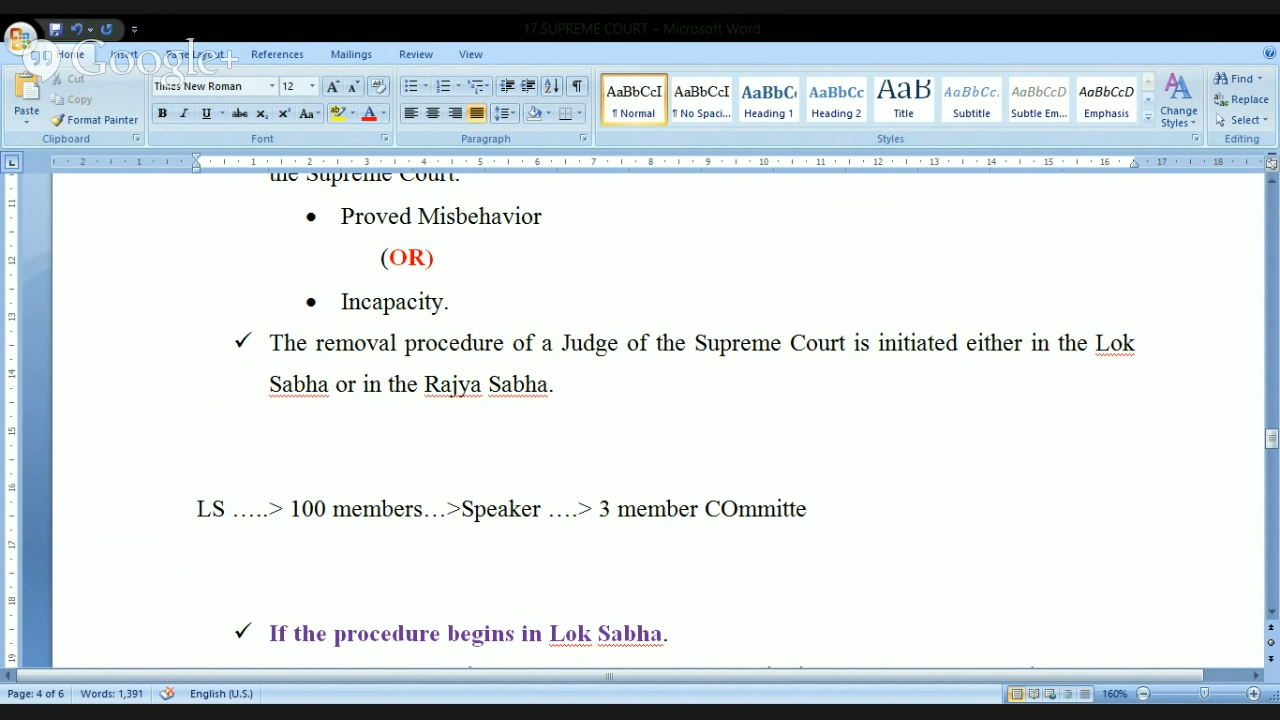 17.SUPREME COURT - Microsoft Word
Google+
Home Insert Page Layout References Mailings Review View
Paste
Cut
Copy
Format Painter
Clipboard
Times New Roman 12
Font
Paragraph
AaBbCcI AaBbCcI AaBbC AaBbCc AaB AaBbCc. AaBbCcD AaBbCcD
¶ Normal ¶ No Spaci... Heading 1 Heading 2 Title Subtitle Subtle Em... Emphasis
Styles
Change Styles
Find
Replace
Select
Editing
the Supreme Court.
• Proved Misbehavior
(OR)
• Incapacity.
✓ The removal procedure of a Judge of the Supreme Court is initiated either in the Lok
Sabha or in the Rajya Sabha.
LS …..> 100 members…>Speaker ….> 3 member COmmitte
✓ If the procedure begins in Lok Sabha.
Page: 4 of 6 Words: 1,391 English (U.S.) 160%